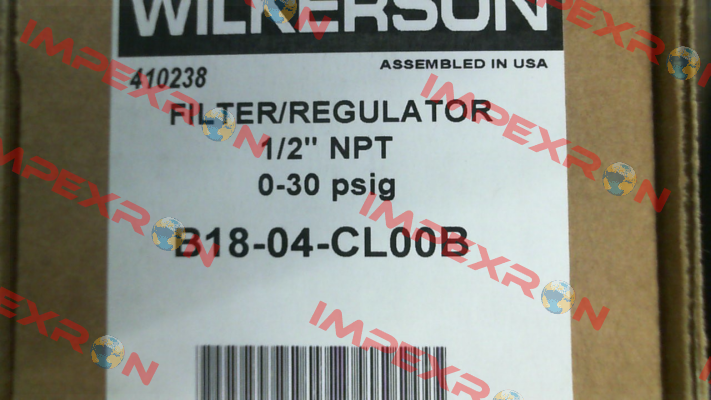 WILKERSON
410238
ASSEMBLED IN USA
FILTER/REGULATOR
1/2" NPT
0-30 psig
B18-04-CL00B
IMPEXRON
IMPEXRON
IMPEXRON
IMPEXRON
IMPEXRON
IMPEXRON